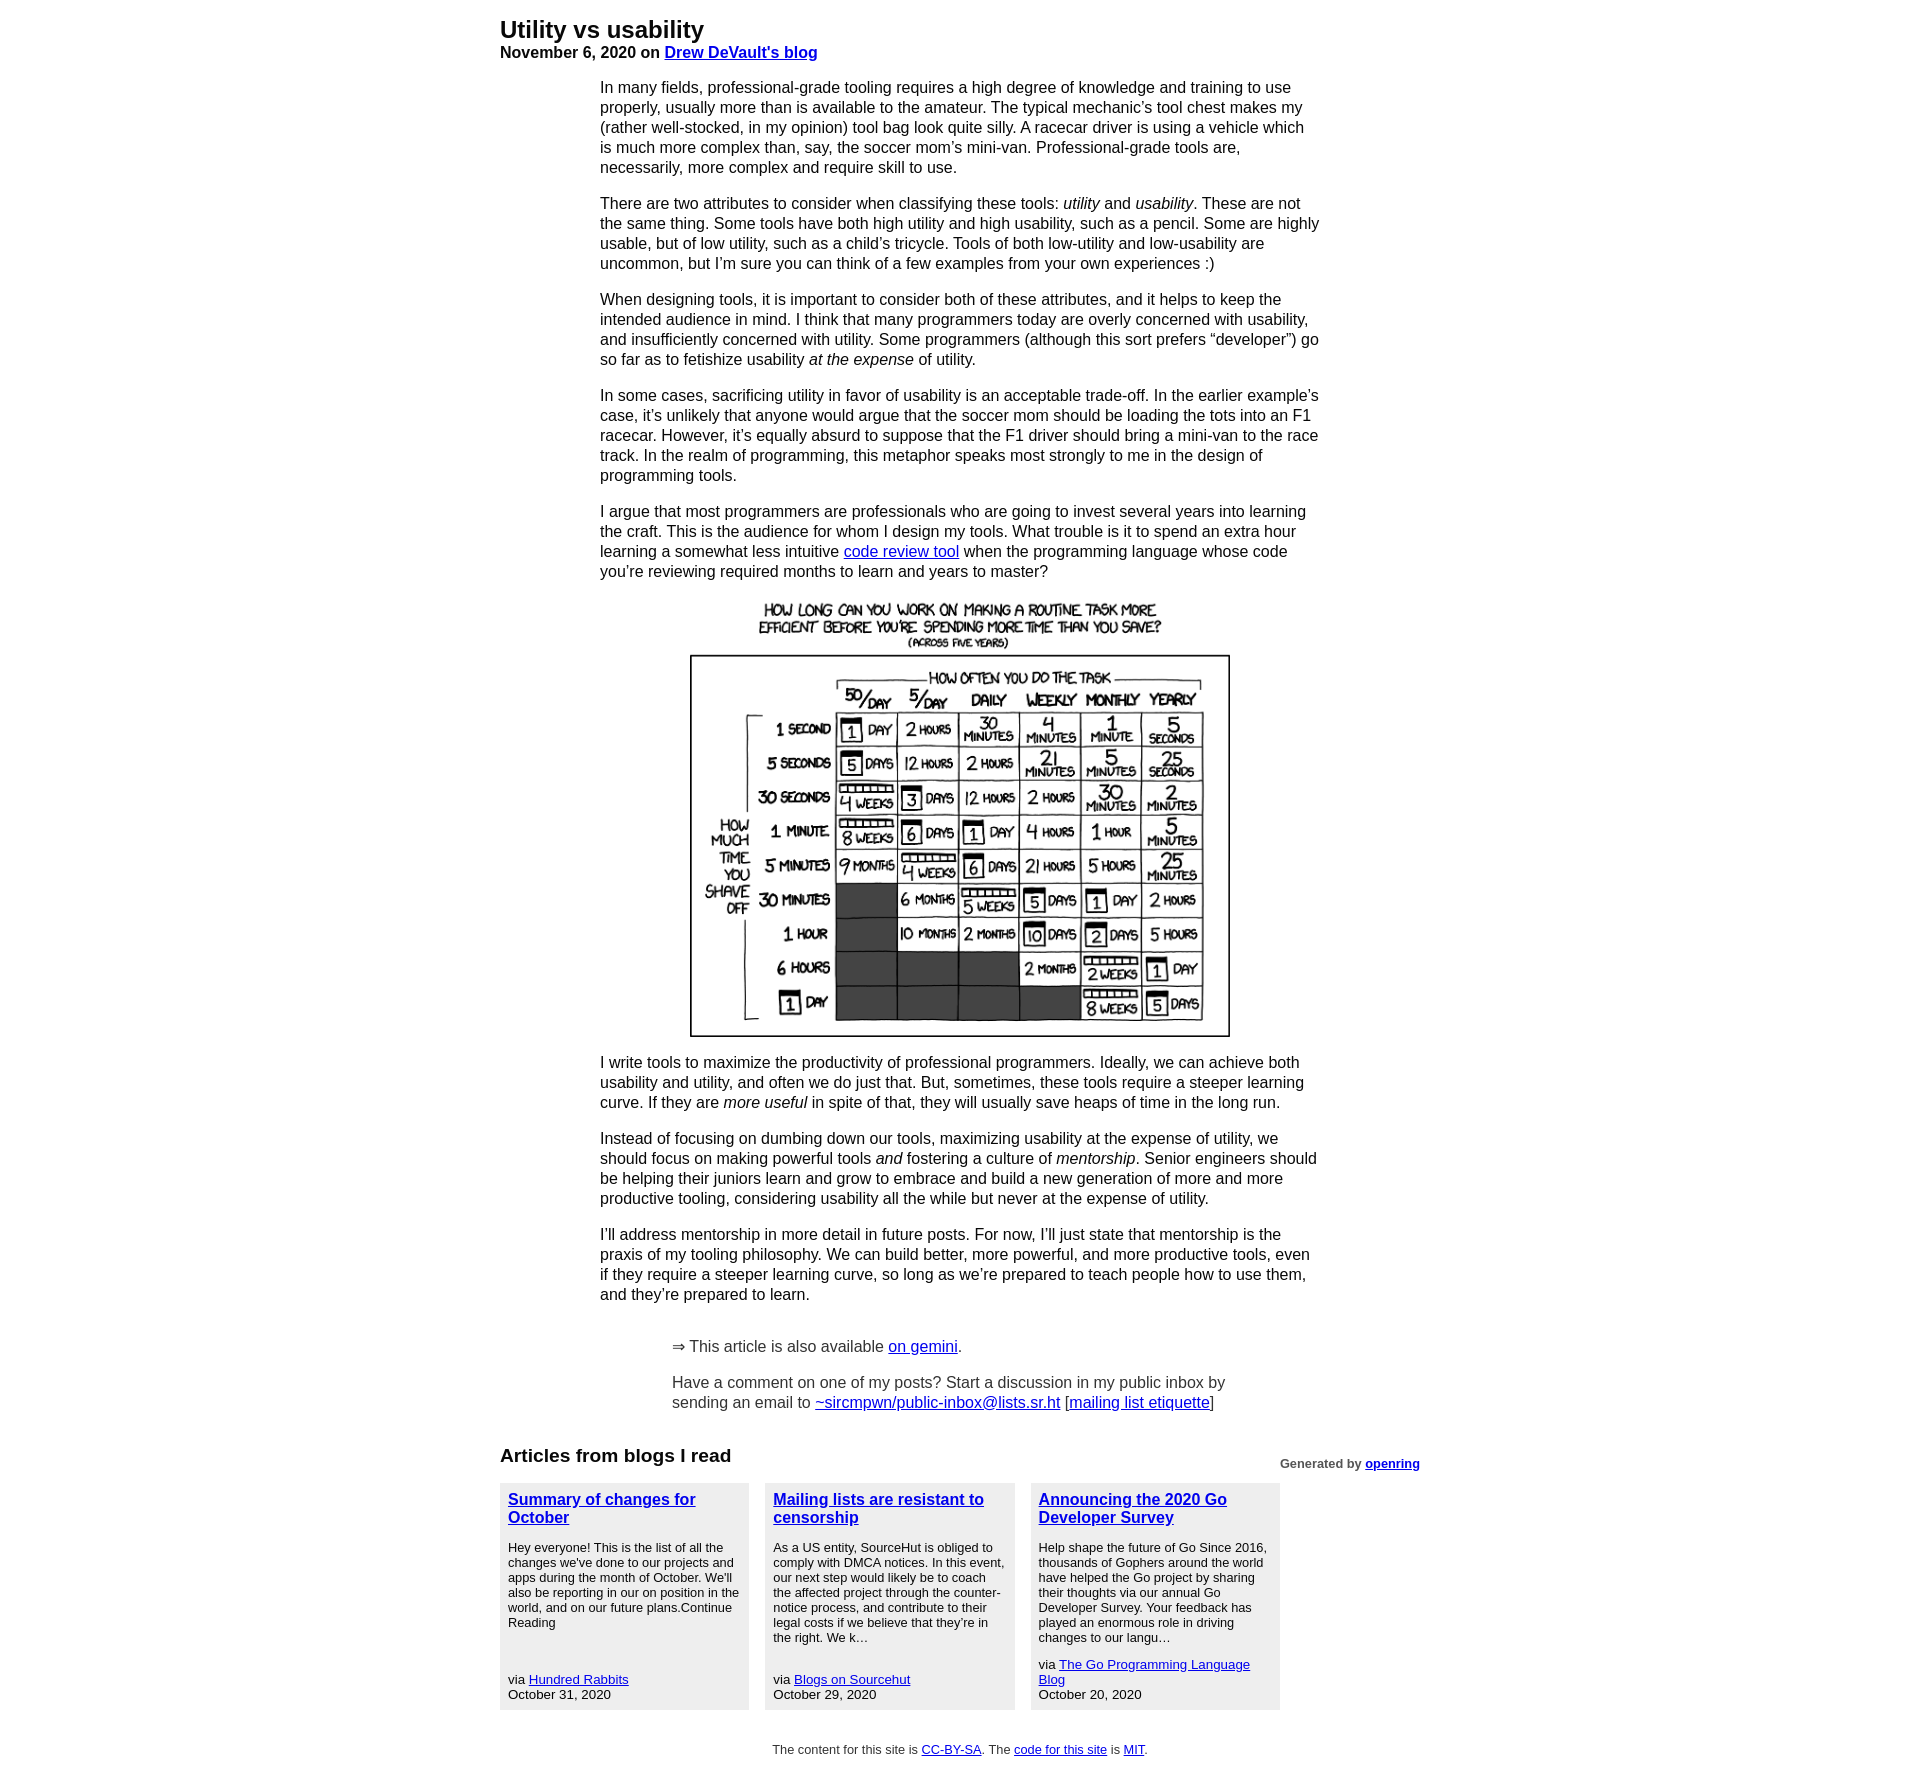 Utility vs usability
November 6, 2020 on Drew DeVault's blog
In many fields, professional-grade tooling requires a high degree of knowledge and training to use
properly, usually more than is available to the amateur. The typical mechanic’s tool chest makes my
(rather well-stocked, in my opinion) tool bag look quite silly. A racecar driver is using a vehicle which
is much more complex than, say, the soccer mom’s mini-van. Professional-grade tools are,
necessarily, more complex and require skill to use.
There are two attributes to consider when classifying these tools: utility and usability. These are not
the same thing. Some tools have both high utility and high usability, such as a pencil. Some are highly
usable, but of low utility, such as a child’s tricycle. Tools of both low-utility and low-usability are
uncommon, but I’m sure you can think of a few examples from your own experiences :)
When designing tools, it is important to consider both of these attributes, and it helps to keep the
intended audience in mind. I think that many programmers today are overly concerned with usability,
and insufficiently concerned with utility. Some programmers (although this sort prefers “developer”) go
so far as to fetishize usability at the expense of utility.
In some cases, sacrificing utility in favor of usability is an acceptable trade-off. In the earlier example’s
case, it’s unlikely that anyone would argue that the soccer mom should be loading the tots into an F1
racecar. However, it’s equally absurd to suppose that the F1 driver should bring a mini-van to the race
track. In the realm of programming, this metaphor speaks most strongly to me in the design of
programming tools.
I argue that most programmers are professionals who are going to invest several years into learning
the craft. This is the audience for whom I design my tools. What trouble is it to spend an extra hour
learning a somewhat less intuitive code review tool when the programming language whose code
you’re reviewing required months to learn and years to master?
HOW LONG CAN YOU WORK ON MAKING A ROUTINE TASK MORE
EFFICIENT BEFORE YOU'RE SPENDING MORE TIME THAN YOU SAVE?
(ACROSS FIVE YEARS)
HOW OFTEN YOU DO THE TASK
50/DAY 5/DAY DAILY WEEKLY MONTHLY YEARLY
HOW MUCH TIME YOU SHAVE OFF
1 SECOND 1 DAY 2 HOURS 30 MINUTES 4 MINUTES 1 MINUTE 5 SECONDS
5 SECONDS 5 DAYS 12 HOURS 2 HOURS 21 MINUTES 5 MINUTES 25 SECONDS
30 SECONDS 4 WEEKS 3 DAYS 12 HOURS 2 HOURS 30 MINUTES 2 MINUTES
1 MINUTE 8 WEEKS 6 DAYS 1 DAY 4 HOURS 1 HOUR 5 MINUTES
5 MINUTES 9 MONTHS 4 WEEKS 6 DAYS 21 HOURS 5 HOURS 25 MINUTES
30 MINUTES 6 MONTHS 5 WEEKS 5 DAYS 1 DAY 2 HOURS
1 HOUR 10 MONTHS 2 MONTHS 10 DAYS 2 DAYS 5 HOURS
6 HOURS 2 MONTHS 2 WEEKS 1 DAY
1 DAY 8 WEEKS 5 DAYS
I write tools to maximize the productivity of professional programmers. Ideally, we can achieve both
usability and utility, and often we do just that. But, sometimes, these tools require a steeper learning
curve. If they are more useful in spite of that, they will usually save heaps of time in the long run.
Instead of focusing on dumbing down our tools, maximizing usability at the expense of utility, we
should focus on making powerful tools and fostering a culture of mentorship. Senior engineers should
be helping their juniors learn and grow to embrace and build a new generation of more and more
productive tooling, considering usability all the while but never at the expense of utility.
I’ll address mentorship in more detail in future posts. For now, I’ll just state that mentorship is the
praxis of my tooling philosophy. We can build better, more powerful, and more productive tools, even
if they require a steeper learning curve, so long as we’re prepared to teach people how to use them,
and they’re prepared to learn.
⇒ This article is also available on gemini.
Have a comment on one of my posts? Start a discussion in my public inbox by
sending an email to ~sircmpwn/public-inbox@lists.sr.ht [mailing list etiquette]
Articles from blogs I read
Generated by openring
Summary of changes for
October
Hey everyone! This is the list of all the
changes we've done to our projects and
apps during the month of October. We'll
also be reporting in our on position in the
world, and on our future plans.Continue
Reading
via Hundred Rabbits
October 31, 2020
Mailing lists are resistant to
censorship
As a US entity, SourceHut is obliged to
comply with DMCA notices. In this event,
our next step would likely be to coach
the affected project through the counter-
notice process, and contribute to their
legal costs if we believe that they’re in
the right. We k…
via Blogs on Sourcehut
October 29, 2020
Announcing the 2020 Go
Developer Survey
Help shape the future of Go Since 2016,
thousands of Gophers around the world
have helped the Go project by sharing
their thoughts via our annual Go
Developer Survey. Your feedback has
played an enormous role in driving
changes to our langu…
via The Go Programming Language
Blog
October 20, 2020
The content for this site is CC-BY-SA. The code for this site is MIT.